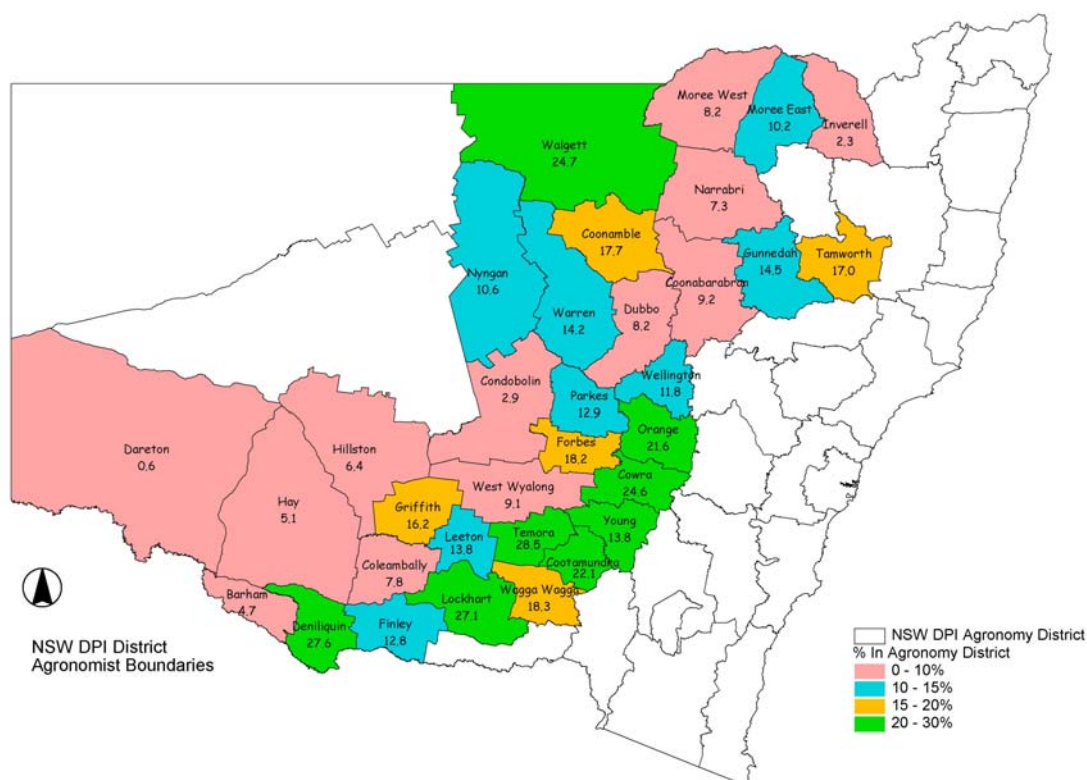 Moree West
8.2
Moree East
10.2
Inverell
2.3
Walgett
24.7
Narrabri
7.3
Coonamble
17.7
Gunnedah
14.5
Tamworth
17.0
Nyngan
10.6
Coonabarabran
9.2
Warren
14.2
Dubbo
8.2
Wellington
11.8
Condobolin
2.9
Parkes
12.9
Orange
21.6
Forbes
18.2
Dareton
0.6
Hillston
6.4
Cowra
24.6
West Wyalong
9.1
Hay
5.1
Griffith
16.2
Young
13.8
Temora
28.5
Leeton
13.8
Cootamundra
22.1
Coleambally
7.8
Wagga Wagga
18.3
Lockhart
27.1
Barham
4.7
Deniliquin
27.6
Finley
12.8
NSW DPI District
Agronomist Boundaries
NSW DPI Agronomy District
% In Agronomy District
0 - 10%
10 - 15%
15 - 20%
20 - 30%